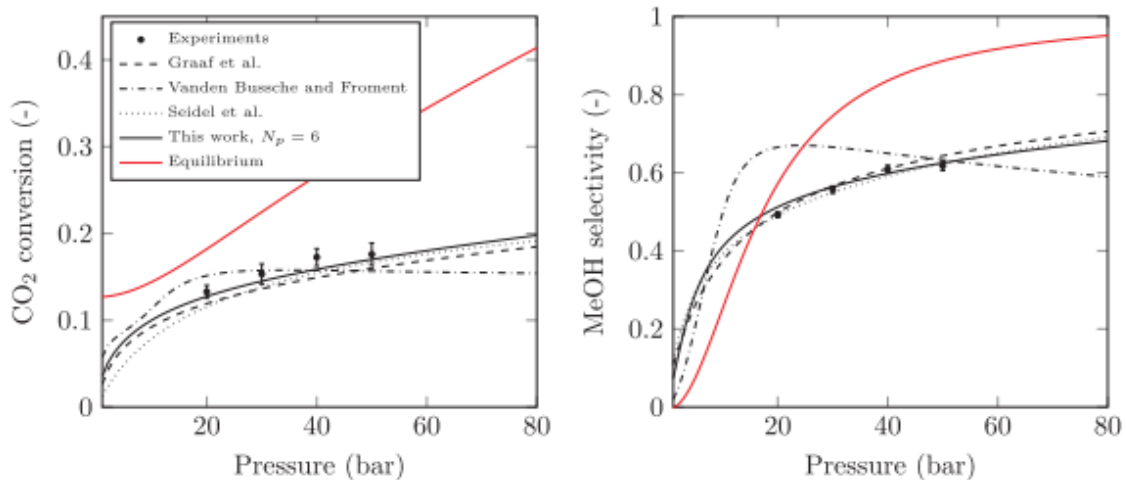 0.4
0.3
0.2
0.1
0
20
40
60
80
CO₂ conversion (-)
Pressure (bar)
Experiments
Graaf et al.
Vanden Bussche and Froment
Seidel et al.
This work, Nₚ = 6
Equilibrium
1
0.8
0.6
0.4
0.2
0
20
40
60
80
MeOH selectivity (-)
Pressure (bar)